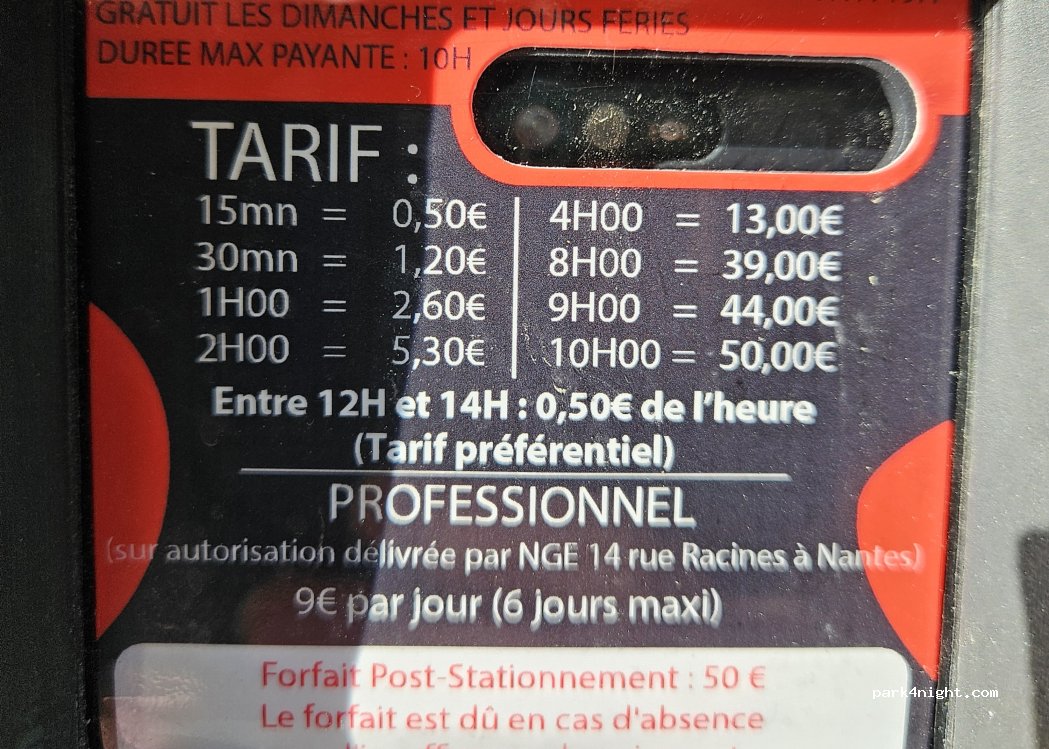 GRATUIT LES DIMANCHES ET JOURS FERIES
DUREE MAX PAYANTE : 10H
TARIF :
15mn = 0,50€
30mn = 1,20€
1H00 = 2,60€
2H00 = 5,30€
4H00 = 13,00€
8H00 = 39,00€
9H00 = 44,00€
10H00 = 50,00€
Entre 12H et 14H : 0,50€ de l'heure
(Tarif préférentiel)
PROFESSIONNEL
(sur autorisation délivrée par NGE 14 rue Racines à Nantes)
9€ par jour (6 jours maxi)
Forfait Post-Stationnement : 50 €
Le forfait est dû en cas d'absence
park4night.com